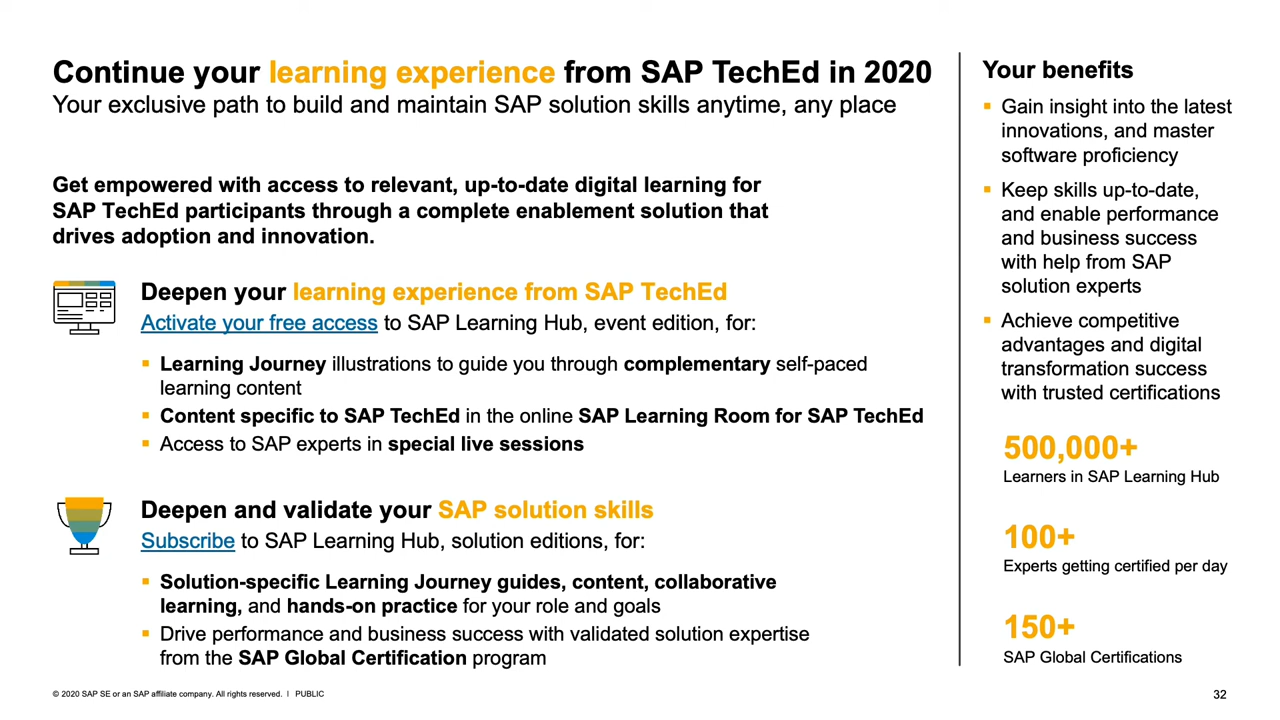 Continue your learning experience from SAP TechEd in 2020
Your exclusive path to build and maintain SAP solution skills anytime, any place
Get empowered with access to relevant, up-to-date digital learning for
SAP TechEd participants through a complete enablement solution that
drives adoption and innovation.
Deepen your learning experience from SAP TechEd
Activate your free access to SAP Learning Hub, event edition, for:
▪ Learning Journey illustrations to guide you through complementary self-paced
learning content
▪ Content specific to SAP TechEd in the online SAP Learning Room for SAP TechEd
▪ Access to SAP experts in special live sessions
Deepen and validate your SAP solution skills
Subscribe to SAP Learning Hub, solution editions, for:
▪ Solution-specific Learning Journey guides, content, collaborative
learning, and hands-on practice for your role and goals
▪ Drive performance and business success with validated solution expertise
from the SAP Global Certification program
Your benefits
▪ Gain insight into the latest
innovations, and master
software proficiency
▪ Keep skills up-to-date,
and enable performance
and business success
with help from SAP
solution experts
▪ Achieve competitive
advantages and digital
transformation success
with trusted certifications
500,000+
Learners in SAP Learning Hub
100+
Experts getting certified per day
150+
SAP Global Certifications
© 2020 SAP SE or an SAP affiliate company. All rights reserved. | PUBLIC
32